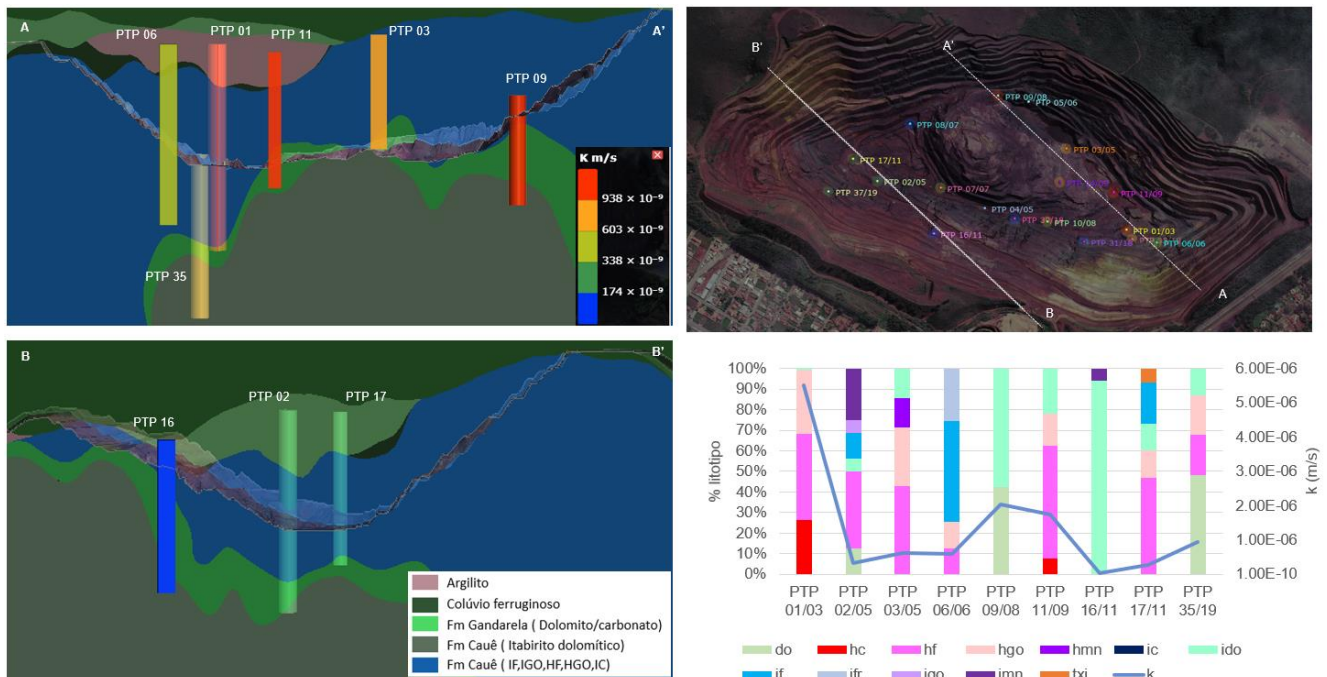 A
PTP 06
PTP 01
PTP 11
PTP 03
A'
PTP 09
PTP 35
K m/s
938 × 10⁻⁹
603 × 10⁻⁹
338 × 10⁻⁹
174 × 10⁻⁹
B'
A'
PTP 09/08
PTP 05/06
PTP 08/07
PTP 03/05
PTP 17/11
PTP 02/05
PTP 37/19
PTP 07/07
PTP 11/09
PTP 04/05
PTP 10/08
PTP 16/11
PTP 01/03
PTP 31/18
PTP 06/06
A
B
B
B'
PTP 16
PTP 02
PTP 17
Argilito
Colúvio ferruginoso
Fm Gandarela ( Dolomito/carbonato)
Fm Cauê ( Itabirito dolomítico)
Fm Cauê ( IF,IGO,HF,HGO,IC)
% litotipo
100%
90%
80%
70%
60%
50%
40%
30%
20%
10%
0%
6.00E-06
5.00E-06
4.00E-06
3.00E-06
2.00E-06
1.00E-06
1.00E-10
k (m/s)
PTP PTP PTP PTP PTP PTP PTP PTP PTP
01/03 02/05 03/05 06/06 09/08 11/09 16/11 17/11 35/19
do hc hf hgo hmn ic ido
if ifr igo imn txi k